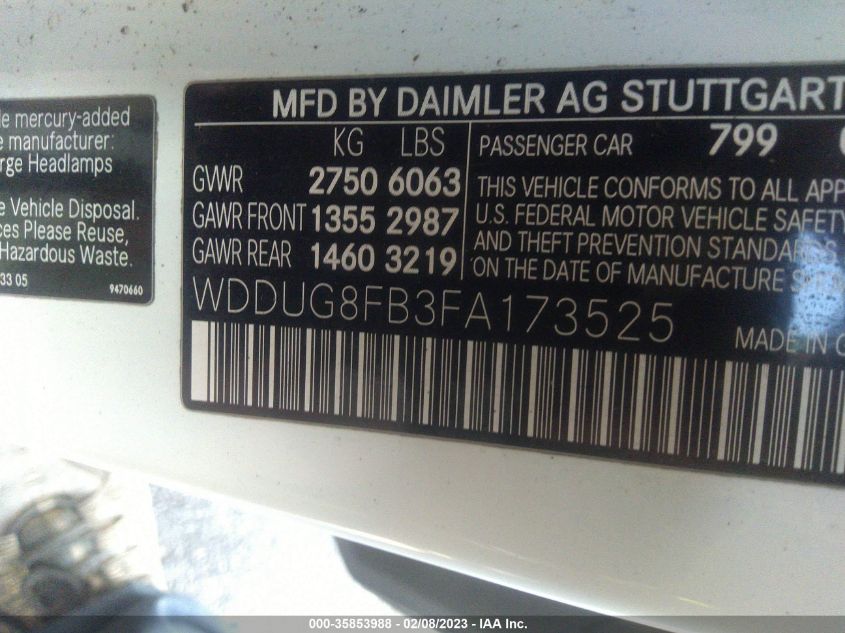 le mercury-added
e manufacturer:
rge Headlamps
e Vehicle Disposal.
ces Please Reuse,
Hazardous Waste.
33 05
9470660
MFD BY DAIMLER AG STUTTGART
KG LBS
GVWR 2750 6063
GAWR FRONT 1355 2987
GAWR REAR 1460 3219
PASSENGER CAR 799
THIS VEHICLE CONFORMS TO ALL APP
U.S. FEDERAL MOTOR VEHICLE SAFETY
AND THEFT PREVENTION STANDARDS
ON THE DATE OF MANUFACTURE
WDDUG8FB3FA173525
MADE IN G
000-35853988 - 02/08/2023 - IAA Inc.